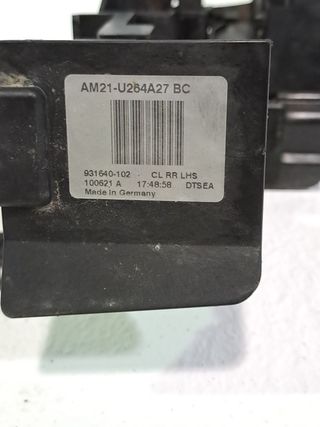 AM21-U264A27 BC
931640-102 - CL RR LHS
100621 A 17:48:58 DTSEA
Made in Germany